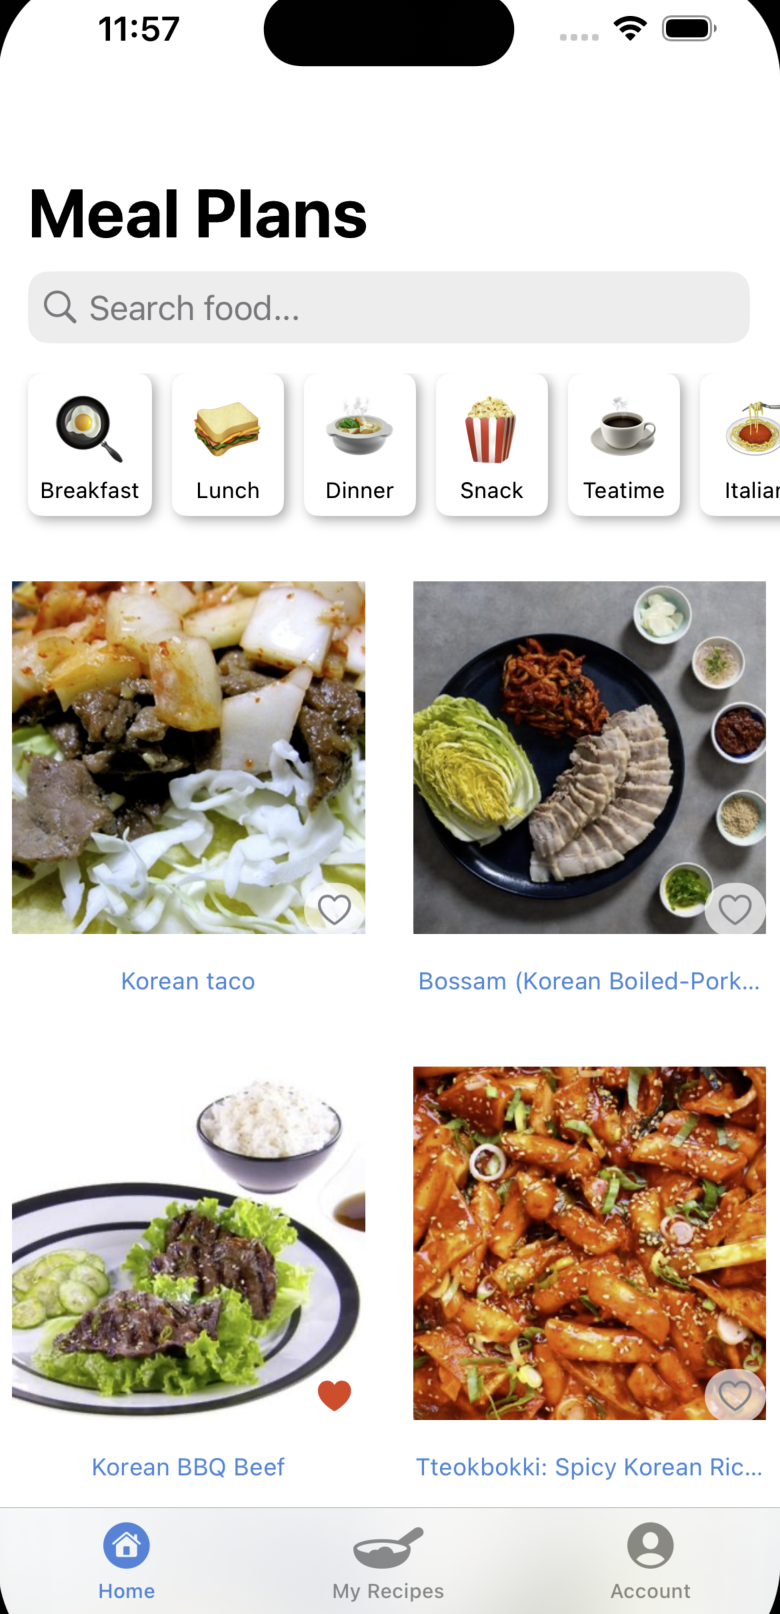 11:57
Meal Plans
Search food...
Breakfast
Lunch
Dinner
Snack
Teatime
Italian
Korean taco
Bossam (Korean Boiled-Pork...
Korean BBQ Beef
Tteokbokki: Spicy Korean Ric...
Home
My Recipes
Account